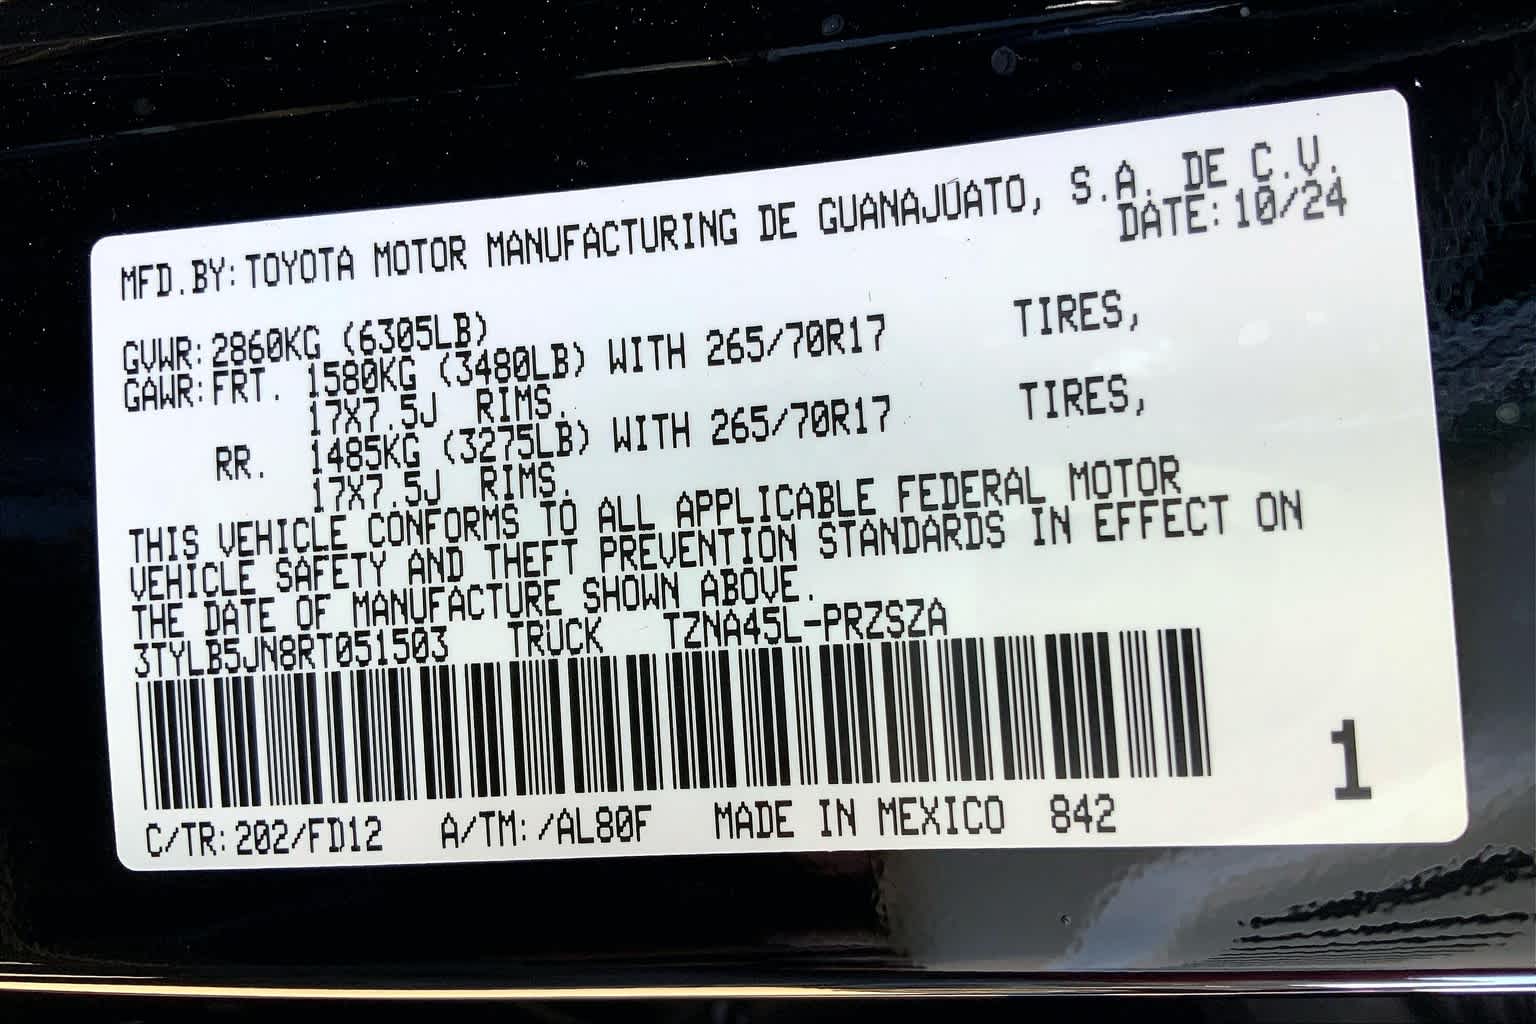 MFD.BY:TOYOTA MOTOR MANUFACTURING DE GUANAJUATO, S.A. DE C.V.
DATE:10/24
GVWR:2860KG (6305LB)
GAWR:FRT. 1580KG (3480LB) WITH 265/70R17 TIRES,
17X7.5J RIMS.
RR. 1485KG (3275LB) WITH 265/70R17 TIRES,
17X7.5J RIMS.
THIS VEHICLE CONFORMS TO ALL APPLICABLE FEDERAL MOTOR
VEHICLE SAFETY AND THEFT PREVENTION STANDARDS IN EFFECT ON
THE DATE OF MANUFACTURE SHOWN ABOVE.
3TYLB5JN8RT051503 TRUCK TZNA45L-PRZSZA
C/TR:202/FD12 A/TM:/AL80F MADE IN MEXICO 842
1